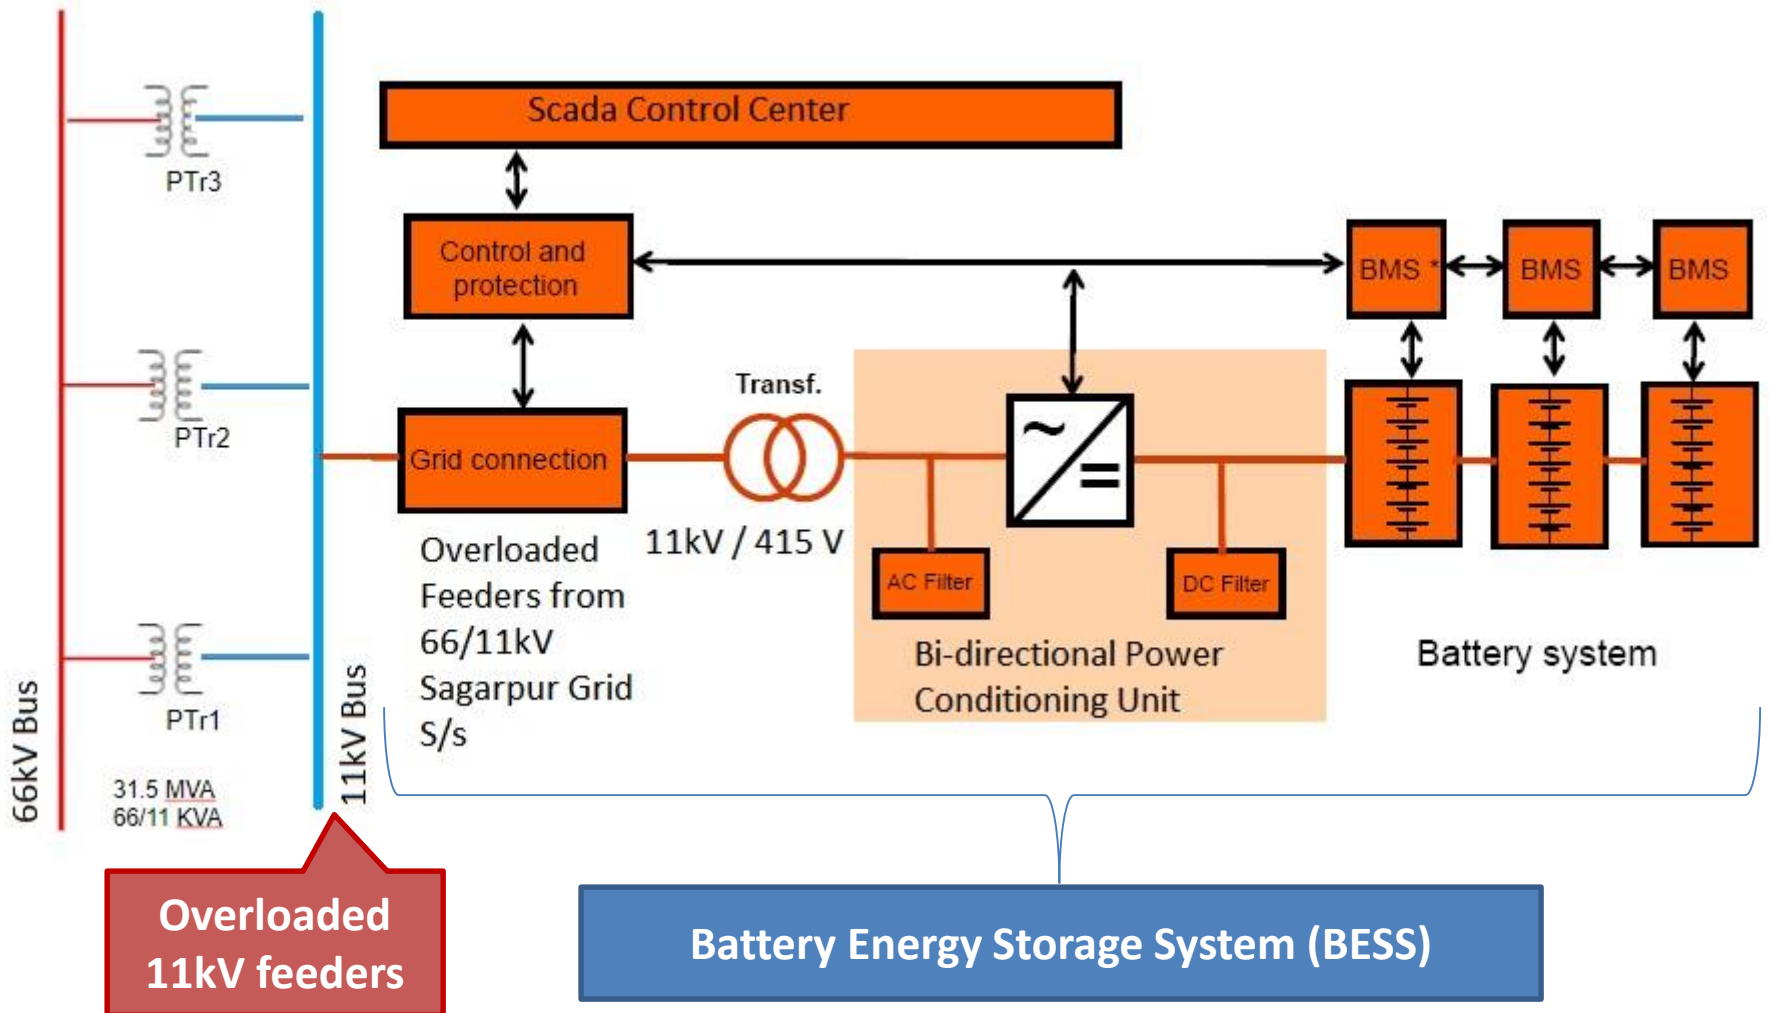 Scada Control Center
PTr3
Control and
protection
BMS *
BMS
BMS
Transf.
PTr2
Grid connection
11kV / 415 V
Overloaded
Feeders from
66/11kV
Sagarpur Grid
S/s
AC Filter
DC Filter
Bi-directional Power
Conditioning Unit
Battery system
PTr1
66kV Bus
11kV Bus
31.5 MVA
66/11 KVA
Overloaded
11kV feeders
Battery Energy Storage System (BESS)